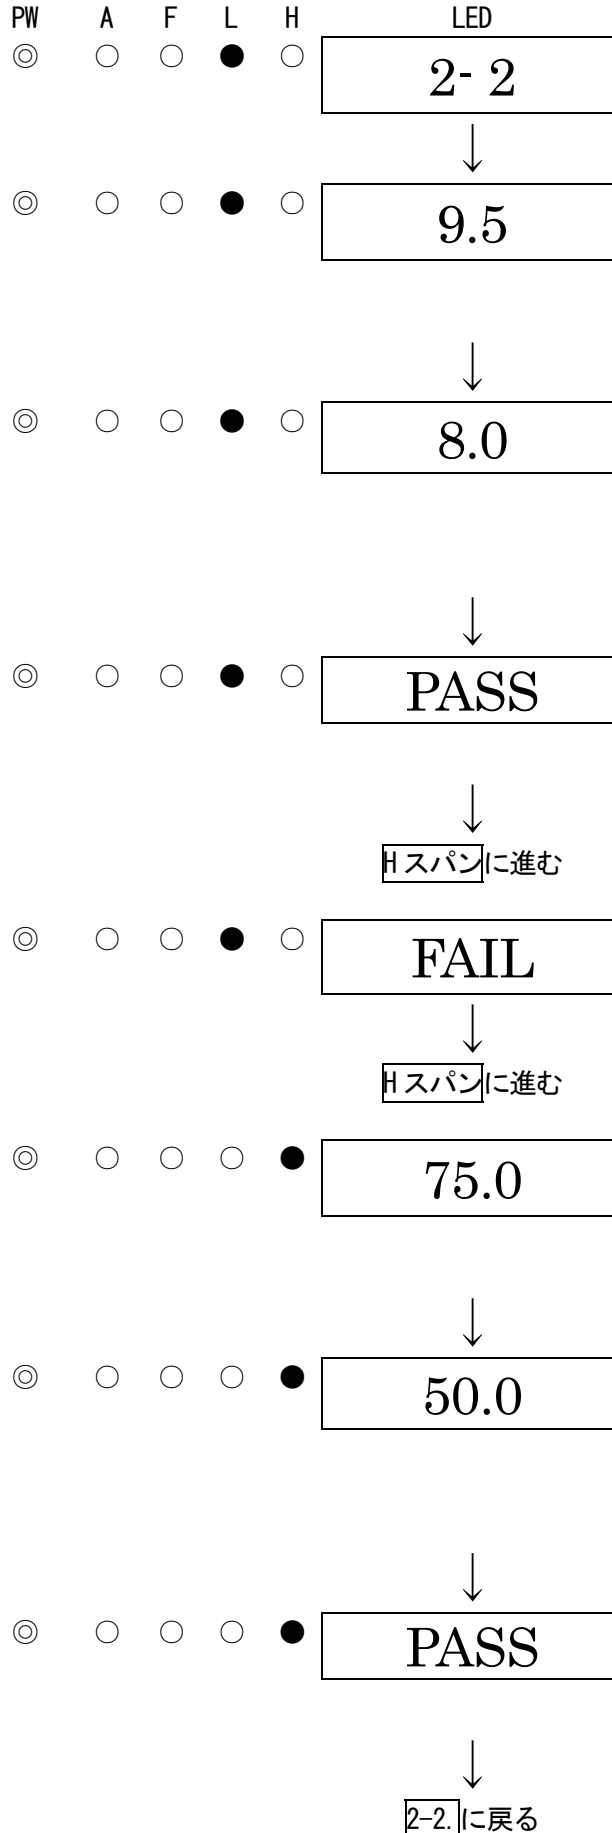 PW A F L H LED
◎ ○ ○ ● ○ 2- 2
↓
◎ ○ ○ ● ○ 9.5
↓
◎ ○ ○ ● ○ 8.0
↓
◎ ○ ○ ● ○ PASS
↓
Hスパンに進む
◎ ○ ○ ● ○ FAIL
↓
Hスパンに進む
◎ ○ ○ ○ ● 75.0
↓
◎ ○ ○ ○ ● 50.0
↓
◎ ○ ○ ○ ● PASS
↓
2-2.に戻る